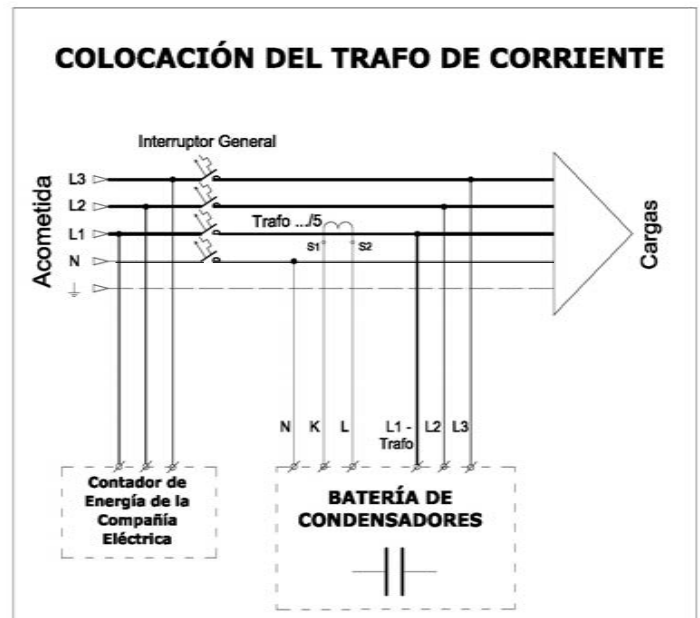 COLOCACIÓN DEL TRAFO DE CORRIENTE
Interruptor General
Acometida
L3
L2
L1
N
Trafo .../5
S1
S2
Cargas
N
K
L
L1 -
Trafo
L2
L3
Contador de
Energía de la
Compañía
Eléctrica
BATERÍA DE
CONDENSADORES